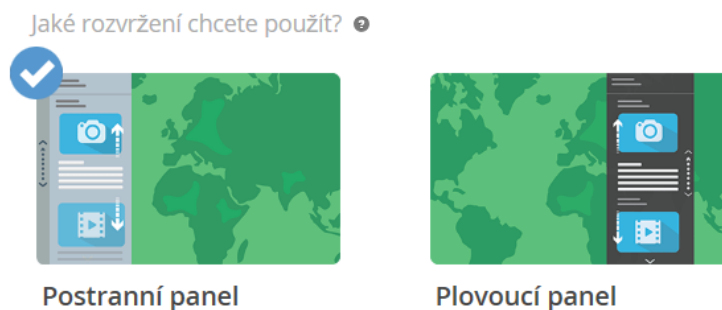 Jaké rozvržení chcete použít? ?
Postranní panel
Plovoucí panel